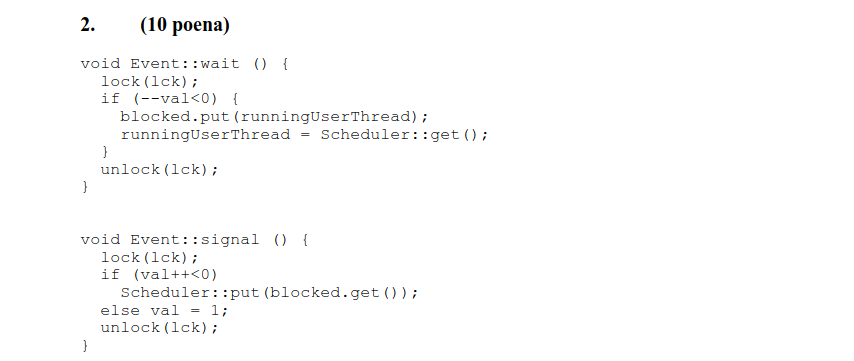 2. (10 poena)
void Event::wait () {
lock(lck);
if (--val<0) {
blocked.put(runningUserThread);
runningUserThread = Scheduler::get();
}
unlock(lck);
}
void Event::signal () {
lock(lck);
if (val++<0)
Scheduler::put(blocked.get());
else val = 1;
unlock(lck);
}